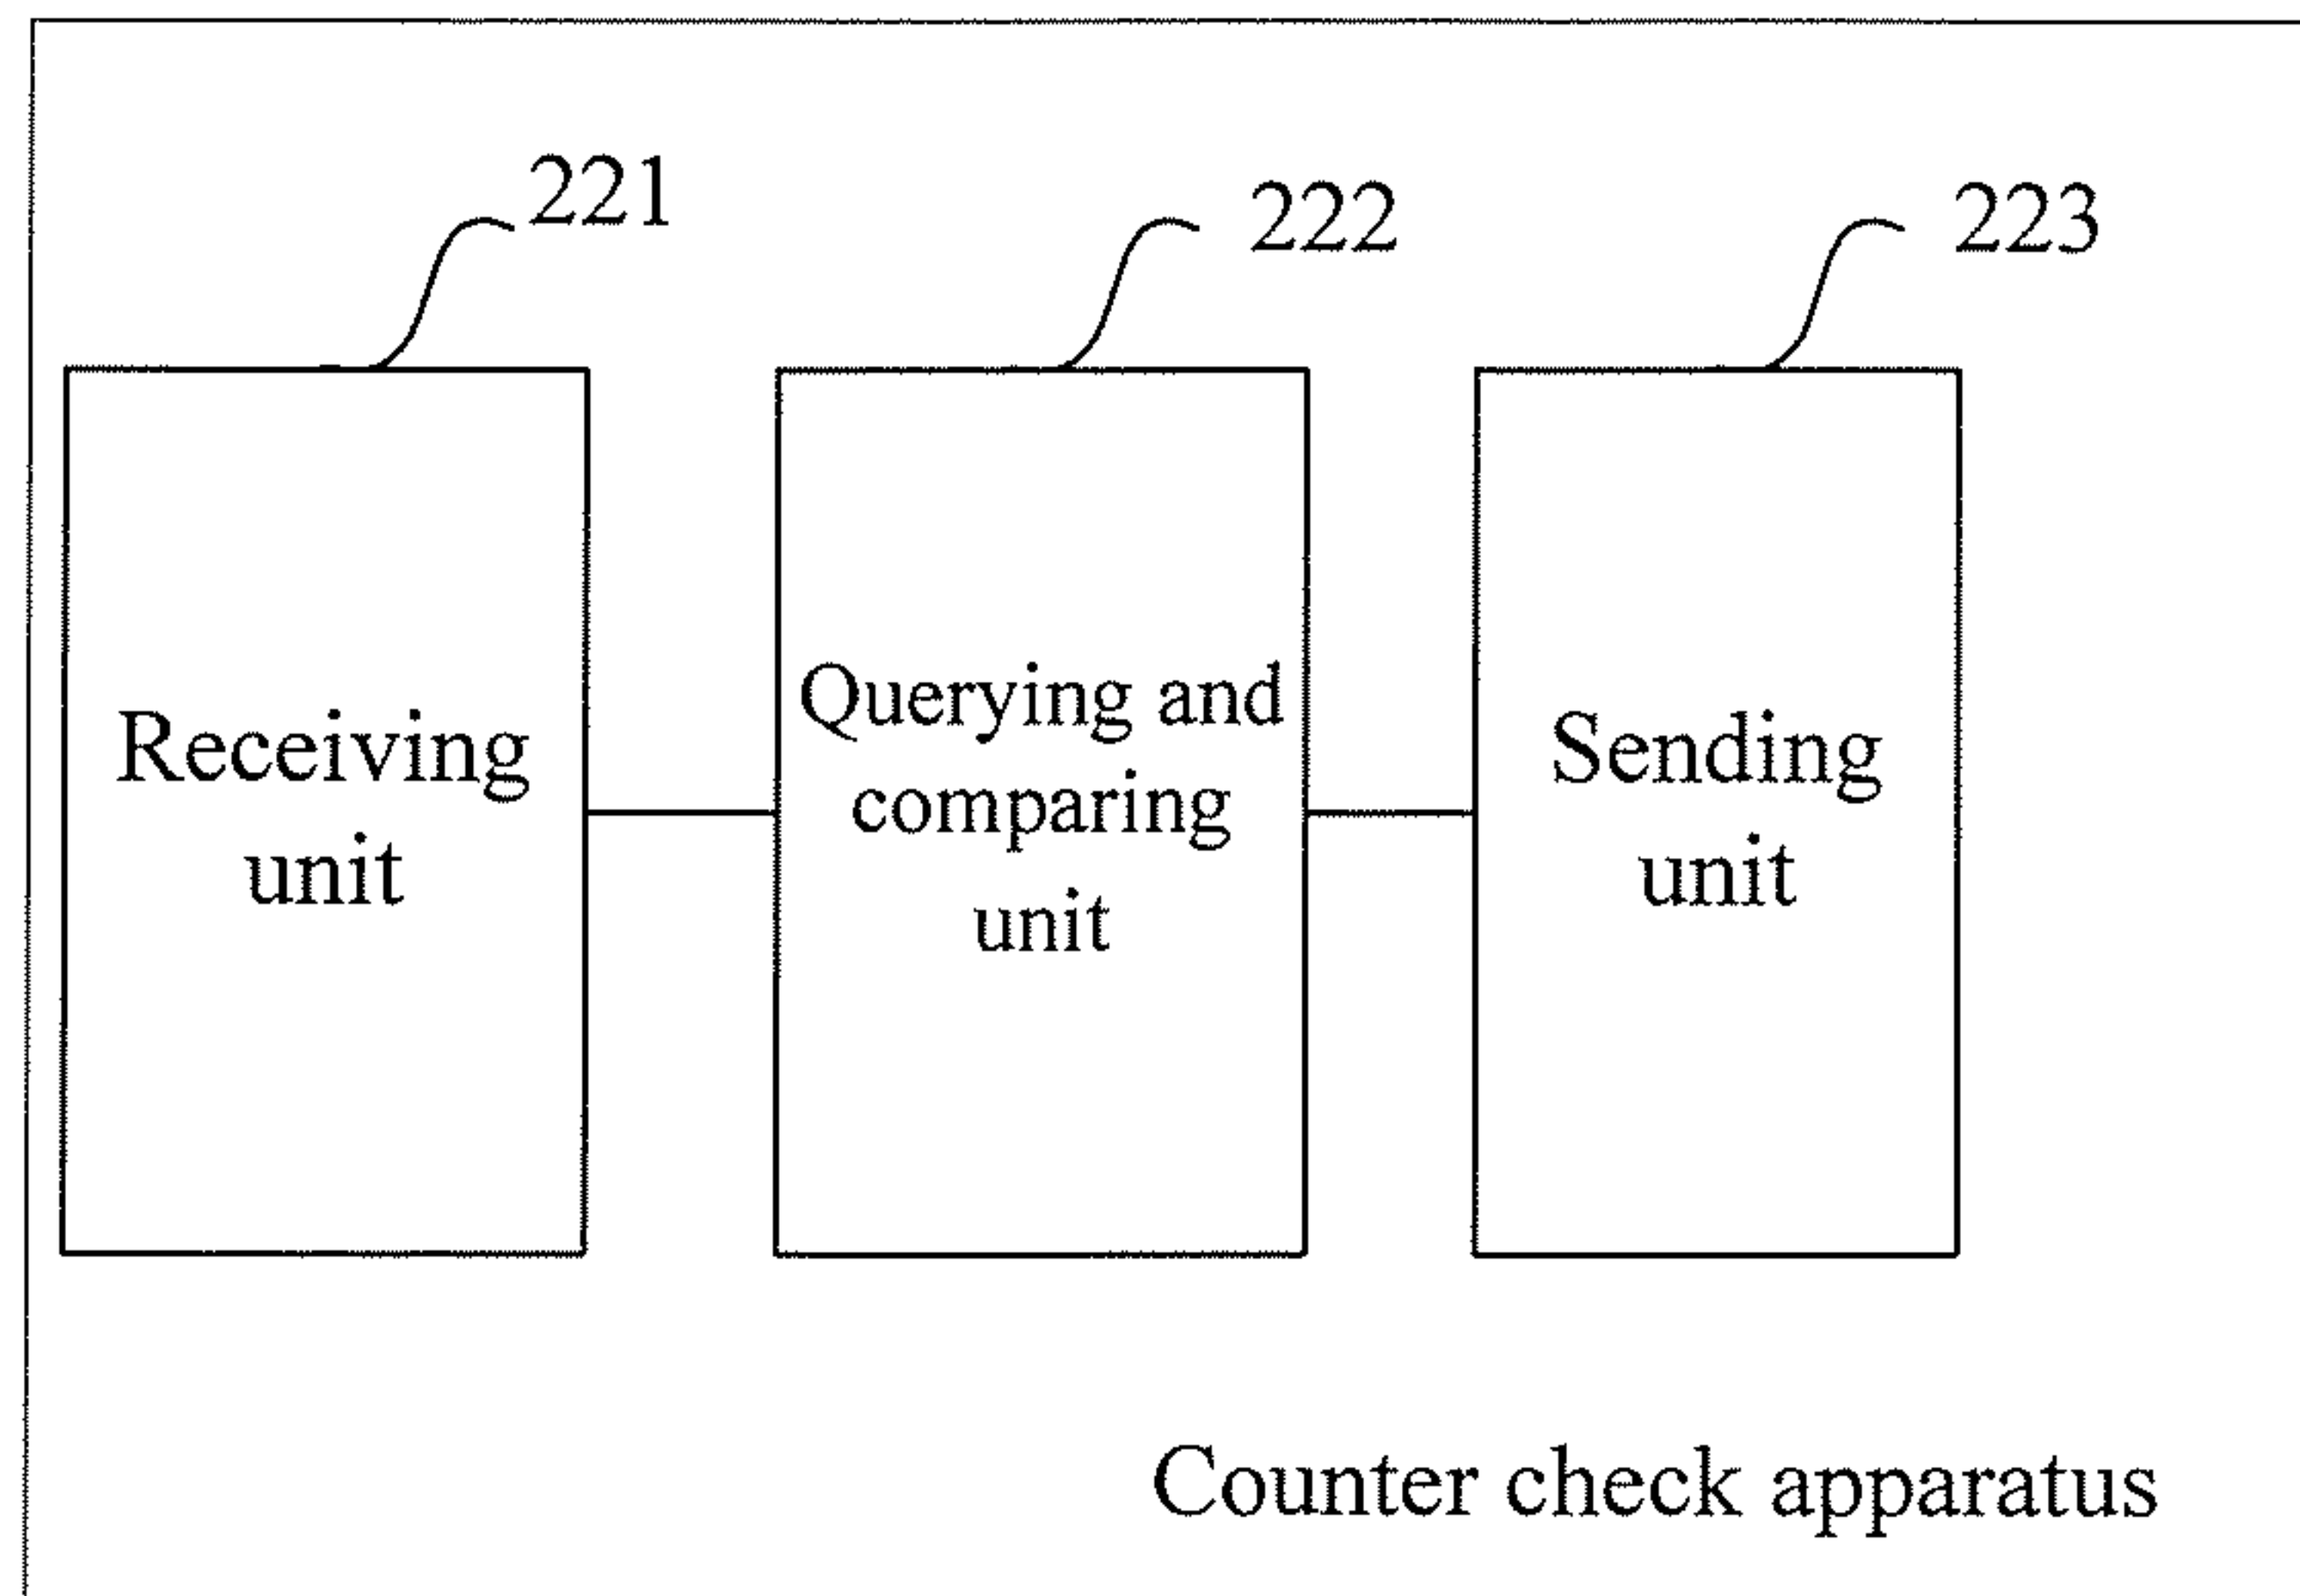 221
222
223
Receiving
unit
Querying and
comparing
unit
Sending
unit
Counter check apparatus